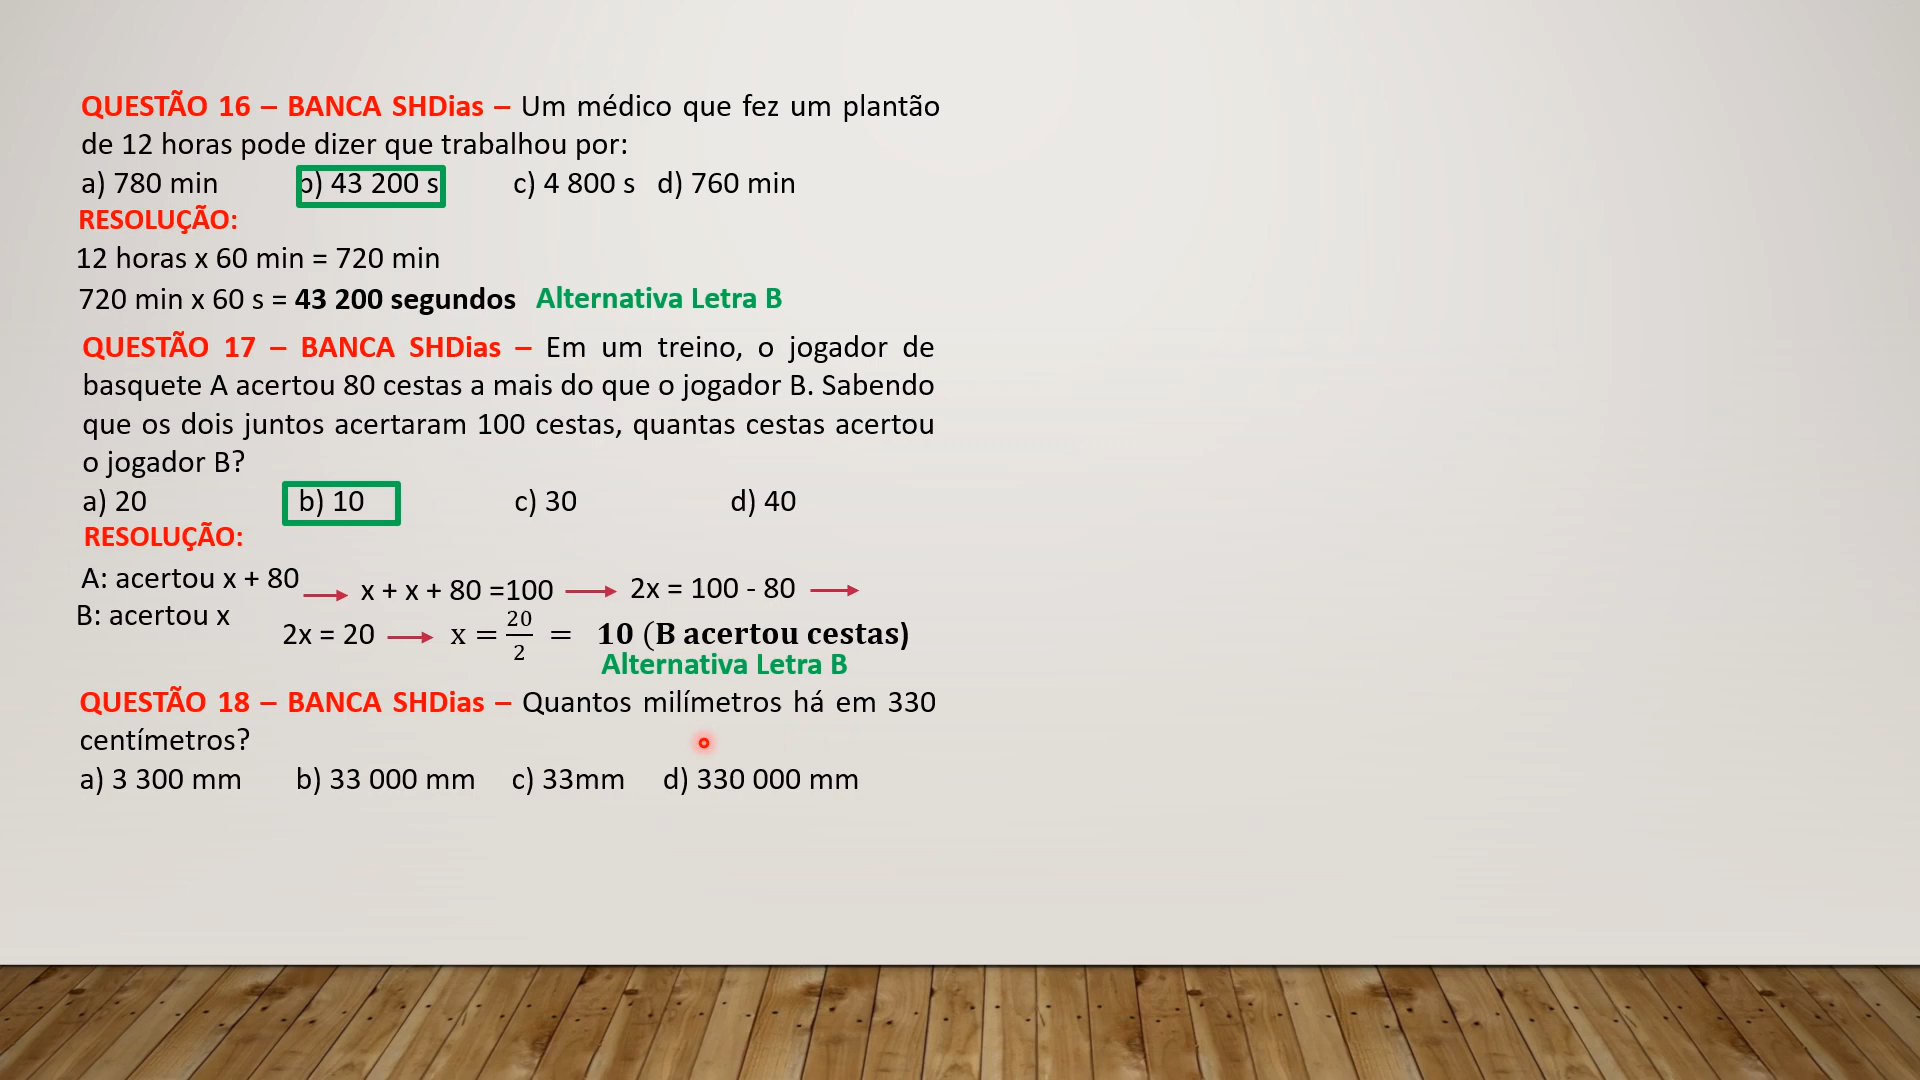 QUESTÃO 16 – BANCA SHDias – Um médico que fez um plantão
de 12 horas pode dizer que trabalhou por:
a) 780 min b) 43 200 s c) 4 800 s d) 760 min
RESOLUÇÃO:
12 horas x 60 min = 720 min
720 min x 60 s = 43 200 segundos Alternativa Letra B
QUESTÃO 17 – BANCA SHDias – Em um treino, o jogador de
basquete A acertou 80 cestas a mais do que o jogador B. Sabendo
que os dois juntos acertaram 100 cestas, quantas cestas acertou
o jogador B?
a) 20 b) 10 c) 30 d) 40
RESOLUÇÃO:
A: acertou x + 80 → x + x + 80 =100 → 2x = 100 - 80 →
B: acertou x
2x = 20 → x = 20/2 = 10 (B acertou cestas)
Alternativa Letra B
QUESTÃO 18 – BANCA SHDias – Quantos milímetros há em 330
centímetros?
a) 3 300 mm b) 33 000 mm c) 33mm d) 330 000 mm